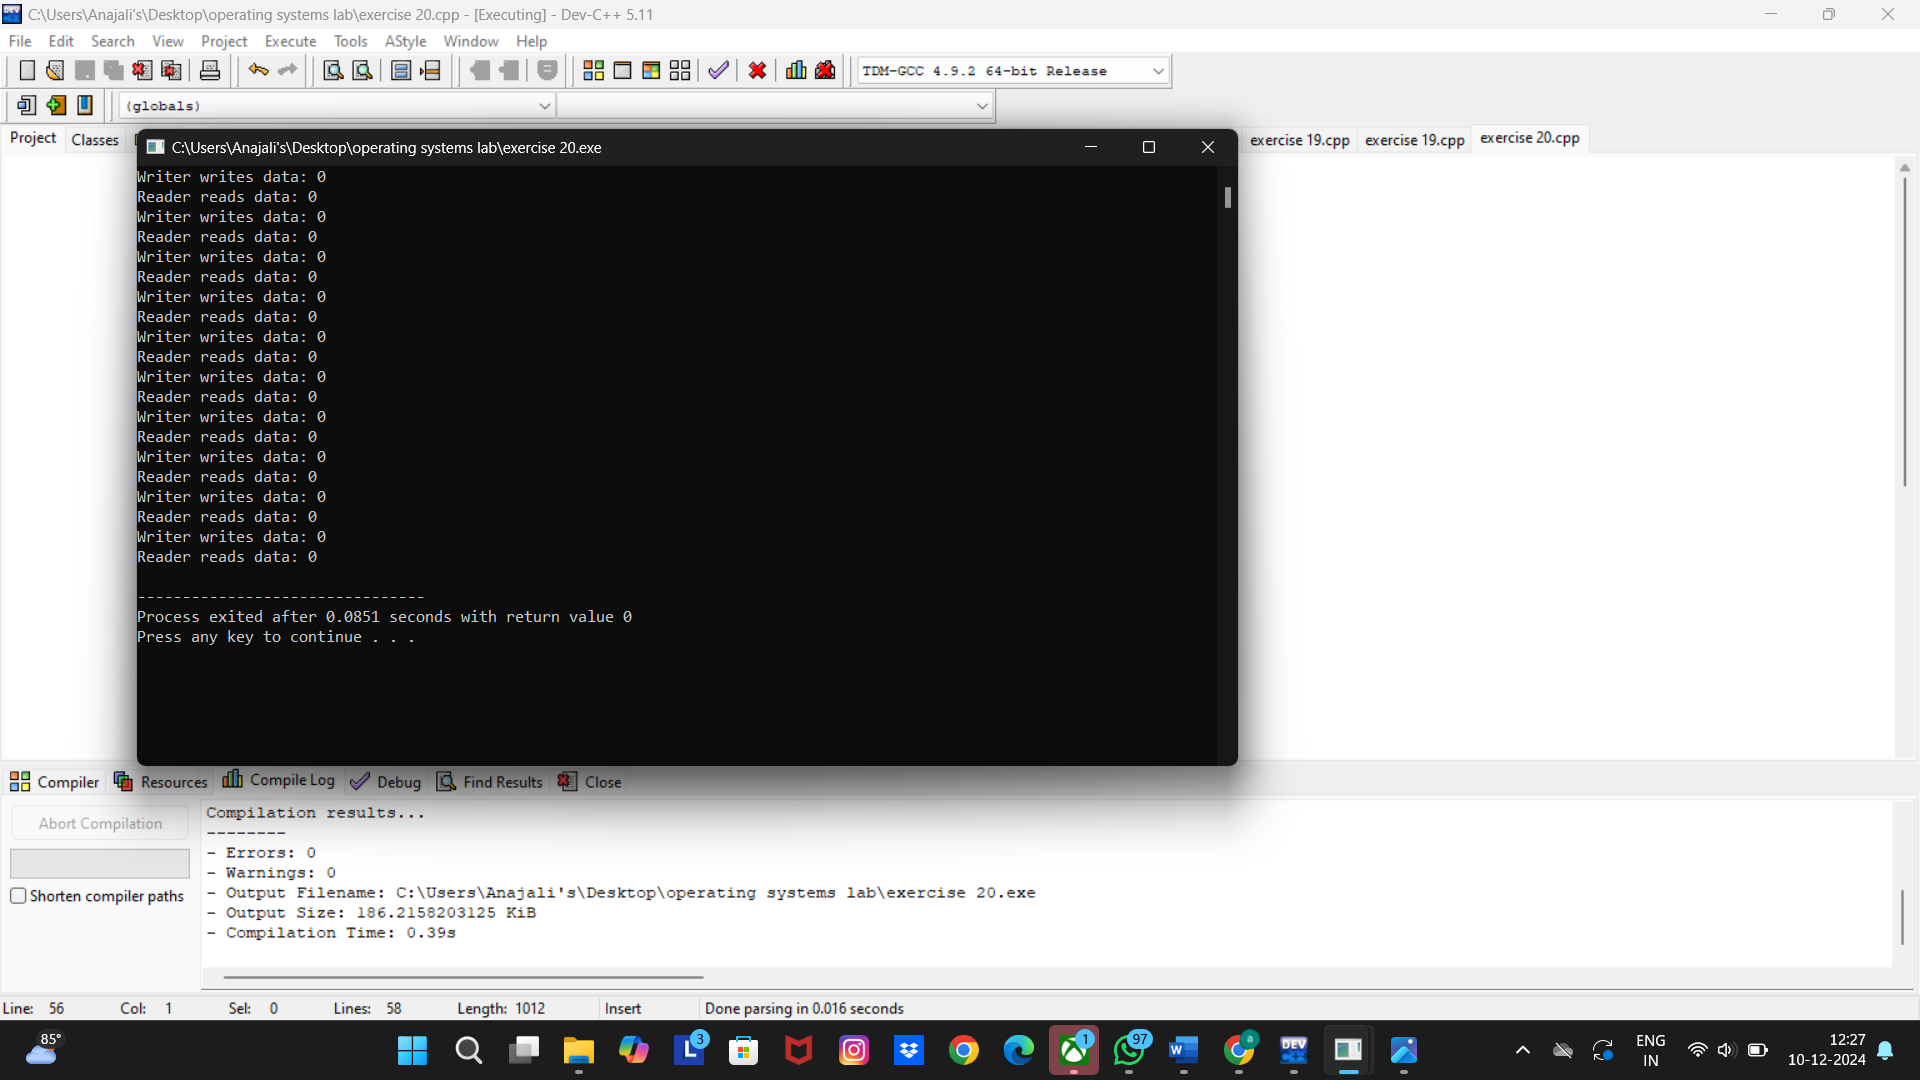 C:\Users\Anajali's\Desktop\operating systems lab\exercise 20.cpp - [Executing] - Dev-C++ 5.11
File Edit Search View Project Execute Tools AStyle Window Help
TDM-GCC 4.9.2 64-bit Release
(globals)
Project Classes
exercise 19.cpp exercise 19.cpp exercise 20.cpp
C:\Users\Anajali's\Desktop\operating systems lab\exercise 20.exe
Writer writes data: 0
Reader reads data: 0
Writer writes data: 0
Reader reads data: 0
Writer writes data: 0
Reader reads data: 0
Writer writes data: 0
Reader reads data: 0
Writer writes data: 0
Reader reads data: 0
Writer writes data: 0
Reader reads data: 0
Writer writes data: 0
Reader reads data: 0
Writer writes data: 0
Reader reads data: 0
Writer writes data: 0
Reader reads data: 0
Writer writes data: 0
Reader reads data: 0
--------------------------------
Process exited after 0.0851 seconds with return value 0
Press any key to continue . . .
Compiler Resources Compile Log Debug Find Results Close
Abort Compilation
Shorten compiler paths
Compilation results...
--------
- Errors: 0
- Warnings: 0
- Output Filename: C:\Users\Anajali's\Desktop\operating systems lab\exercise 20.exe
- Output Size: 186.2158203125 KiB
- Compilation Time: 0.39s
Line: 56 Col: 1 Sel: 0 Lines: 58 Length: 1012 Insert Done parsing in 0.016 seconds
85°
L 3
1
97
W
a
DEV
C++
ENG
IN
12:27
10-12-2024